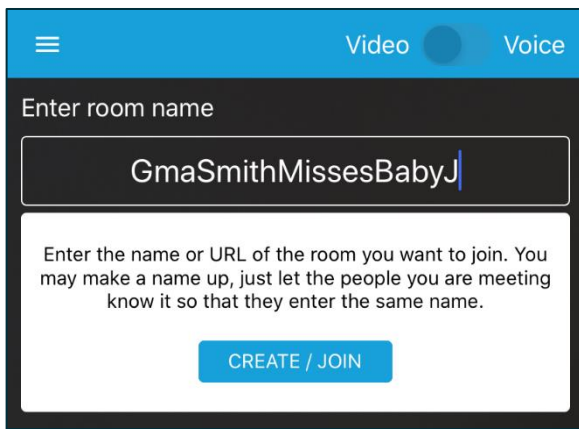 Video Voice
Enter room name
GmaSmithMissesBabyJ
Enter the name or URL of the room you want to join. You
may make a name up, just let the people you are meeting
know it so that they enter the same name.
CREATE / JOIN